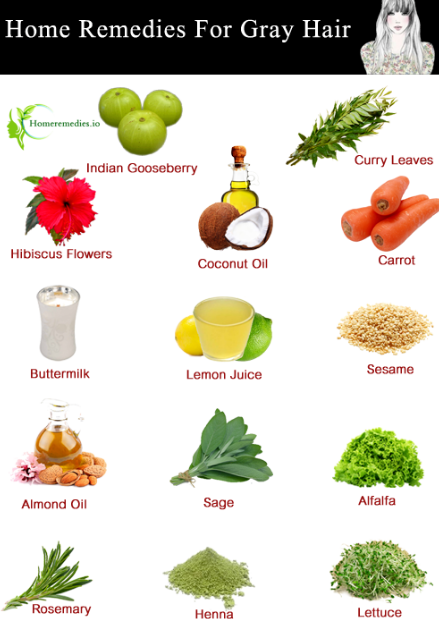 Home Remedies For Gray Hair
Homeremedies.io
Indian Gooseberry
Curry Leaves
Hibiscus Flowers
Coconut Oil
Carrot
Buttermilk
Lemon Juice
Sesame
Almond Oil
Sage
Alfalfa
Rosemary
Henna
Lettuce